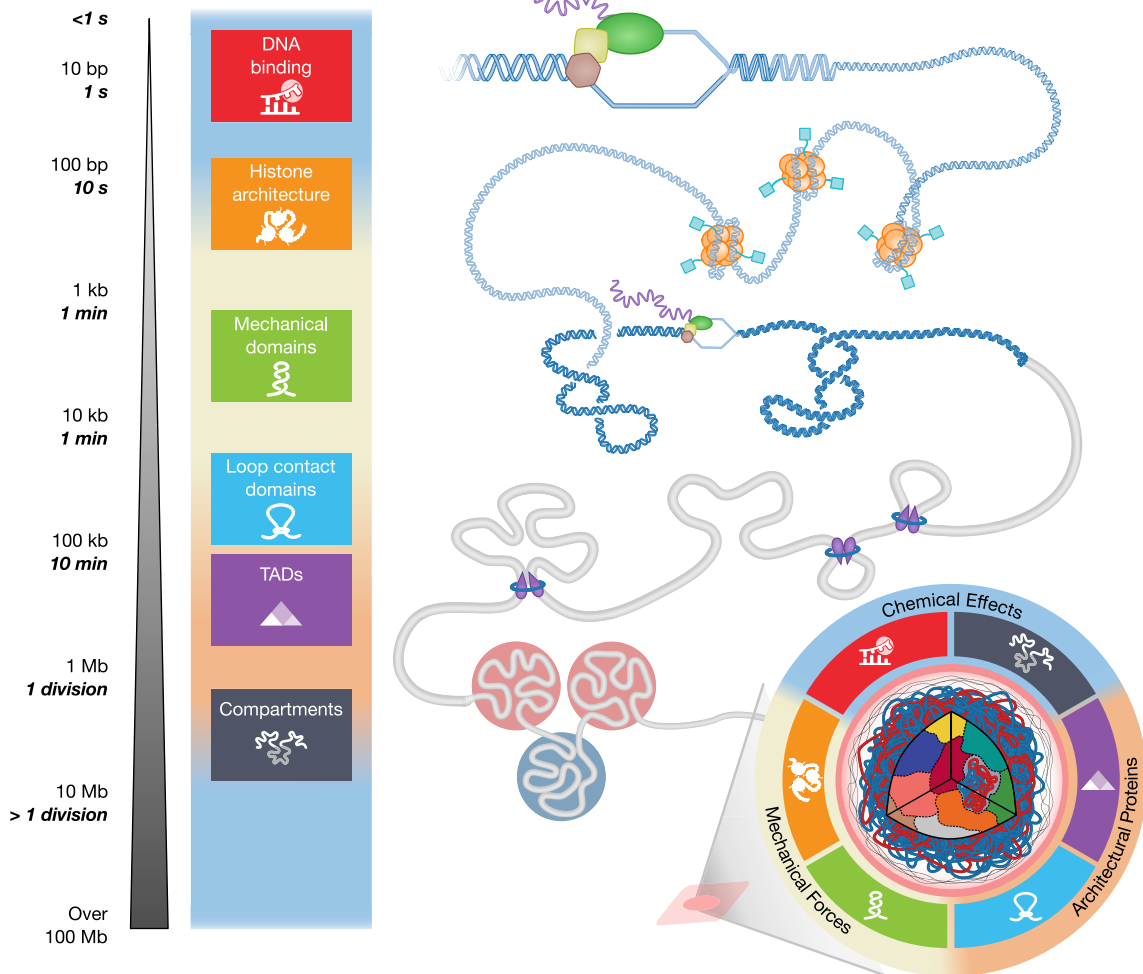 <1 s
10 bp
1 s
100 bp
10 s
1 kb
1 min
10 kb
1 min
100 kb
10 min
1 Mb
1 division
10 Mb
> 1 division
Over
100 Mb
DNA
binding
Histone
architecture
Mechanical
domains
Loop contact
domains
TADs
Compartments
Chemical Effects
Mechanical Forces
Architectural Proteins